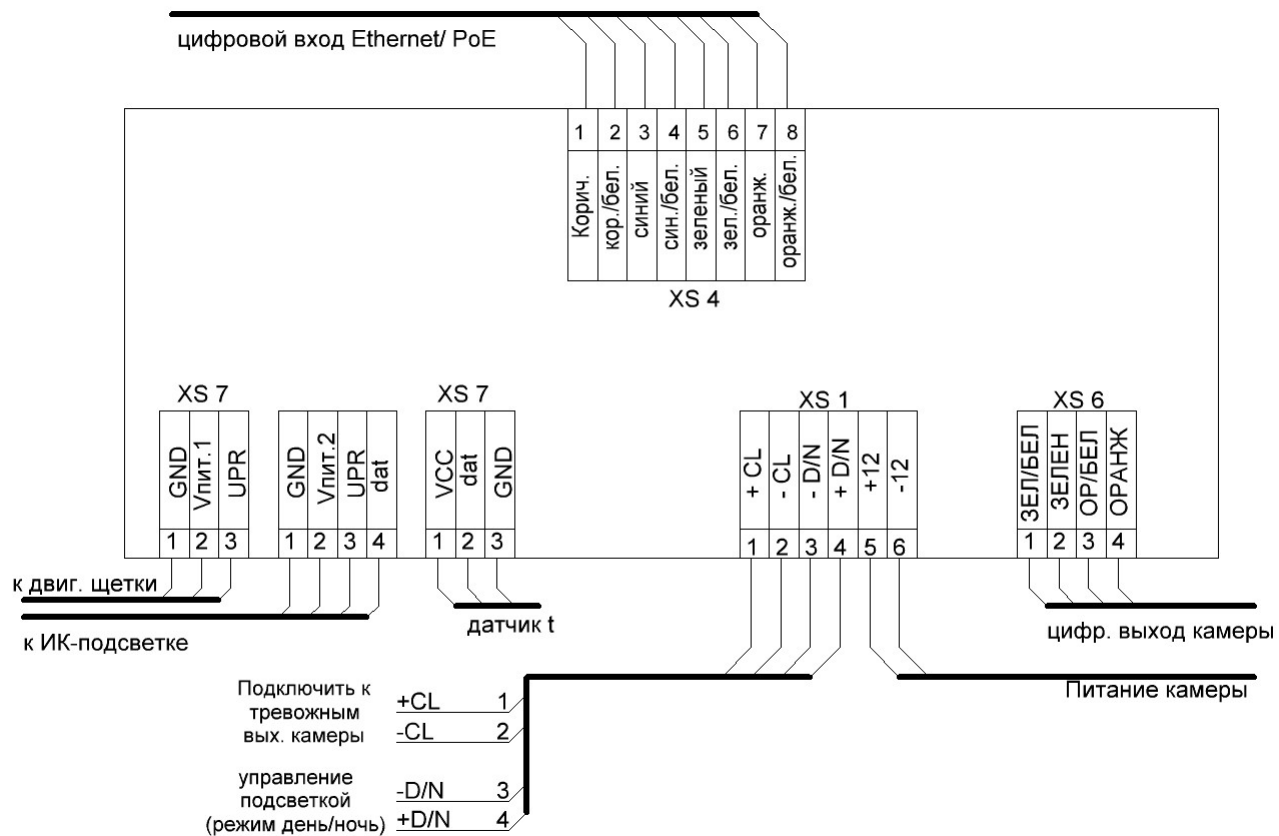 цифровой вход Ethernet/ PoE
1 2 3 4 5 6 7 8
Корич.
кор./бел.
синий
син./бел.
зеленый
зел./бел.
оранж.
оранж./бел.
XS 4
XS 7
GND
Vпит.1
UPR
1 2 3
GND
Vпит.2
UPR
dat
1 2 3 4
XS 7
VCC
dat
GND
1 2 3
XS 1
+ CL
- CL
- D/N
+ D/N
+12
-12
1 2 3 4 5 6
XS 6
ЗЕЛ/БЕЛ
ЗЕЛЕН
ОР/БЕЛ
ОРАНЖ
1 2 3 4
к двиг. щетки
к ИК-подсветке
датчик t
цифр. выход камеры
Питание камеры
Подключить к
тревожным
вых. камеры
+CL 1
-CL 2
управление
подсветкой
(режим день/ночь)
-D/N 3
+D/N 4